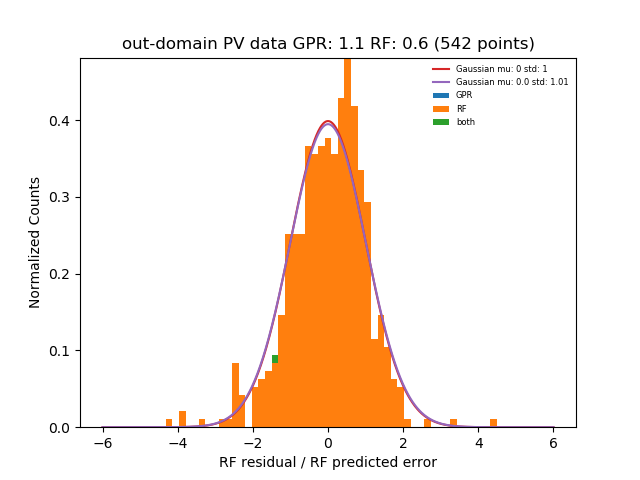 out-domain PV data GPR: 1.1 RF: 0.6 (542 points)
Gaussian mu: 0 std: 1
Gaussian mu: 0.0 std: 1.01
GPR
RF
both
Normalized Counts
0.4
0.3
0.2
0.1
0.0
−6 −4 −2 0 2 4 6
RF residual / RF predicted error